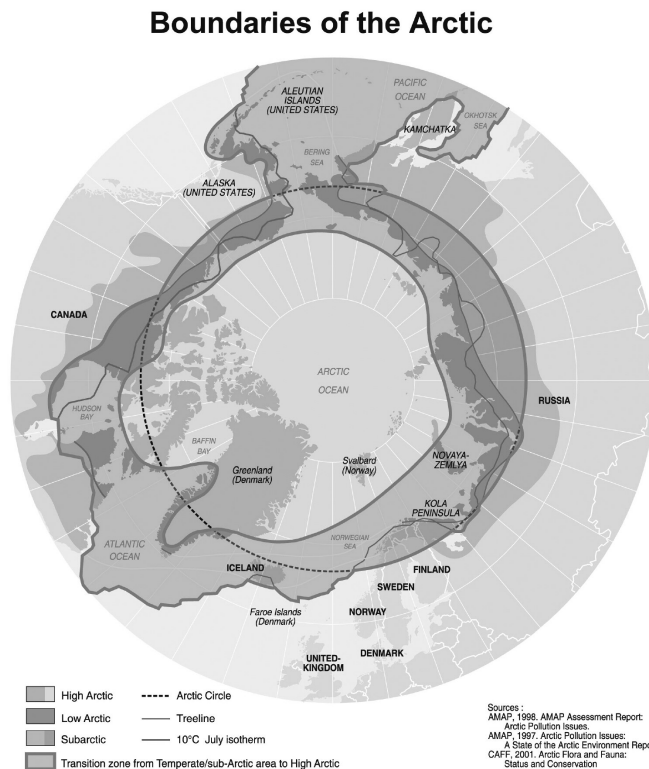 Boundaries of the Arctic
ALEUTIAN
ISLANDS
(UNITED STATES)
PACIFIC
OCEAN
OKHOTSK
SEA
KAMCHATKA
BERING
SEA
ALASKA
(UNITED STATES)
CANADA
ARCTIC
OCEAN
RUSSIA
HUDSON
BAY
BAFFIN
BAY
Greenland
(Denmark)
Svalbard
(Norway)
NOVAYA-
ZEMLYA
KOLA
PENINSULA
ATLANTIC
OCEAN
NORWEGIAN
SEA
ICELAND
FINLAND
SWEDEN
Faroe Islands
(Denmark)
NORWAY
UNITED-
KINGDOM
DENMARK
High Arctic
Low Arctic
Subarctic
Arctic Circle
Treeline
10°C July isotherm
Transition zone from Temperate/sub-Arctic area to High Arctic
Sources :
AMAP, 1998. AMAP Assessment Report:
Arctic Pollution Issues.
AMAP, 1997. Arctic Pollution Issues:
A State of the Arctic Environment Repo
CAFF, 2001. Arctic Flora and Fauna:
Status and Conservation